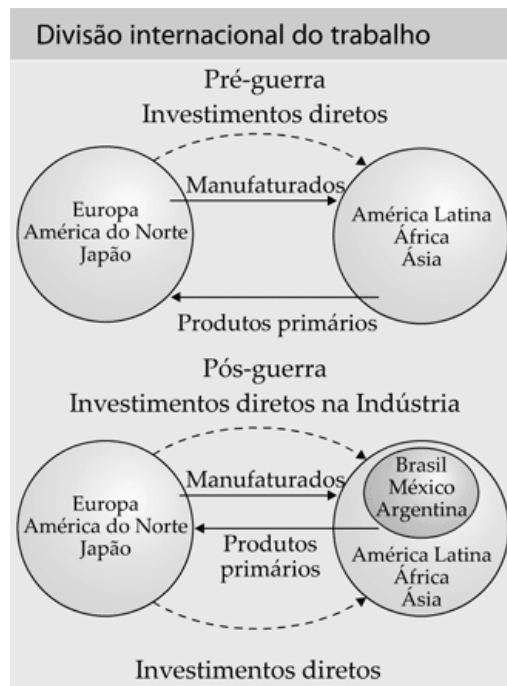 Divisão internacional do trabalho
Pré-guerra
Investimentos diretos
Manufaturados
Europa
América do Norte
Japão
América Latina
África
Ásia
Produtos primários
Pós-guerra
Investimentos diretos na Indústria
Manufaturados
Brasil
México
Argentina
Europa
América do Norte
Japão
Produtos
primários
América Latina
África
Ásia
Investimentos diretos